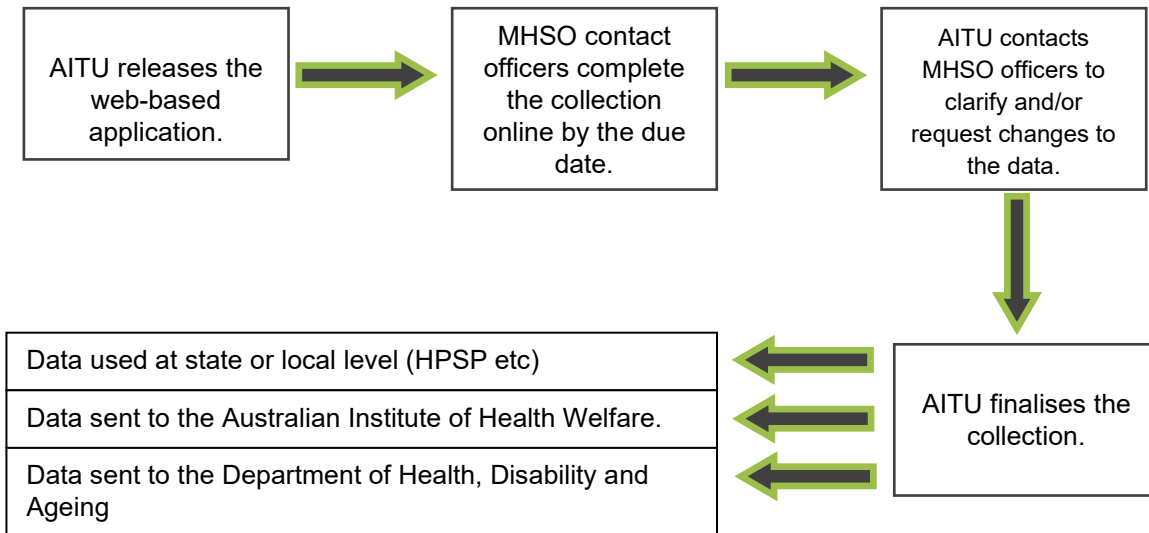 AITU releases the
web-based
application.
MHSO contact
officers complete
the collection
online by the due
date.
AITU contacts
MHSO officers to
clarify and/or
request changes to
the data.
AITU finalises the
collection.
Data used at state or local level (HPSP etc)
Data sent to the Australian Institute of Health Welfare.
Data sent to the Department of Health, Disability and
Ageing